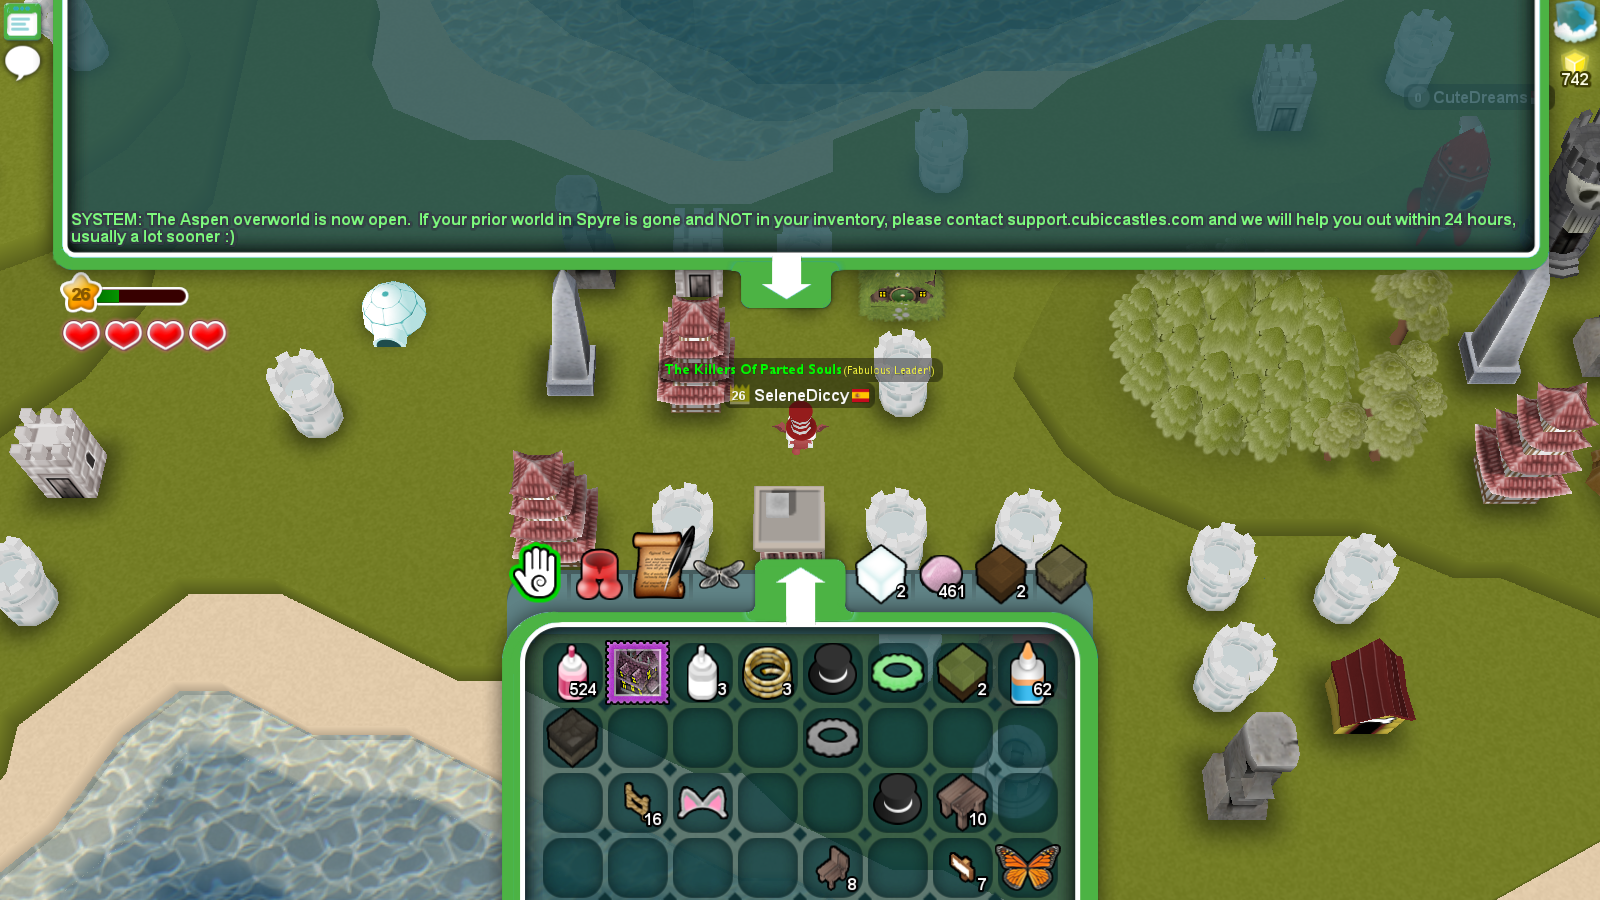 742
0 CuteDreams
SYSTEM: The Aspen overworld is now open.  If your prior world in Spyre is gone and NOT in your inventory, please contact support.cubiccastles.com and we will help you out within 24 hours,
usually a lot sooner :)
26
The Killers Of Parted Souls(Fabulous Leader!)
26 SeleneDiccy
2
461
2
524
3
3
2
62
16
10
8
7